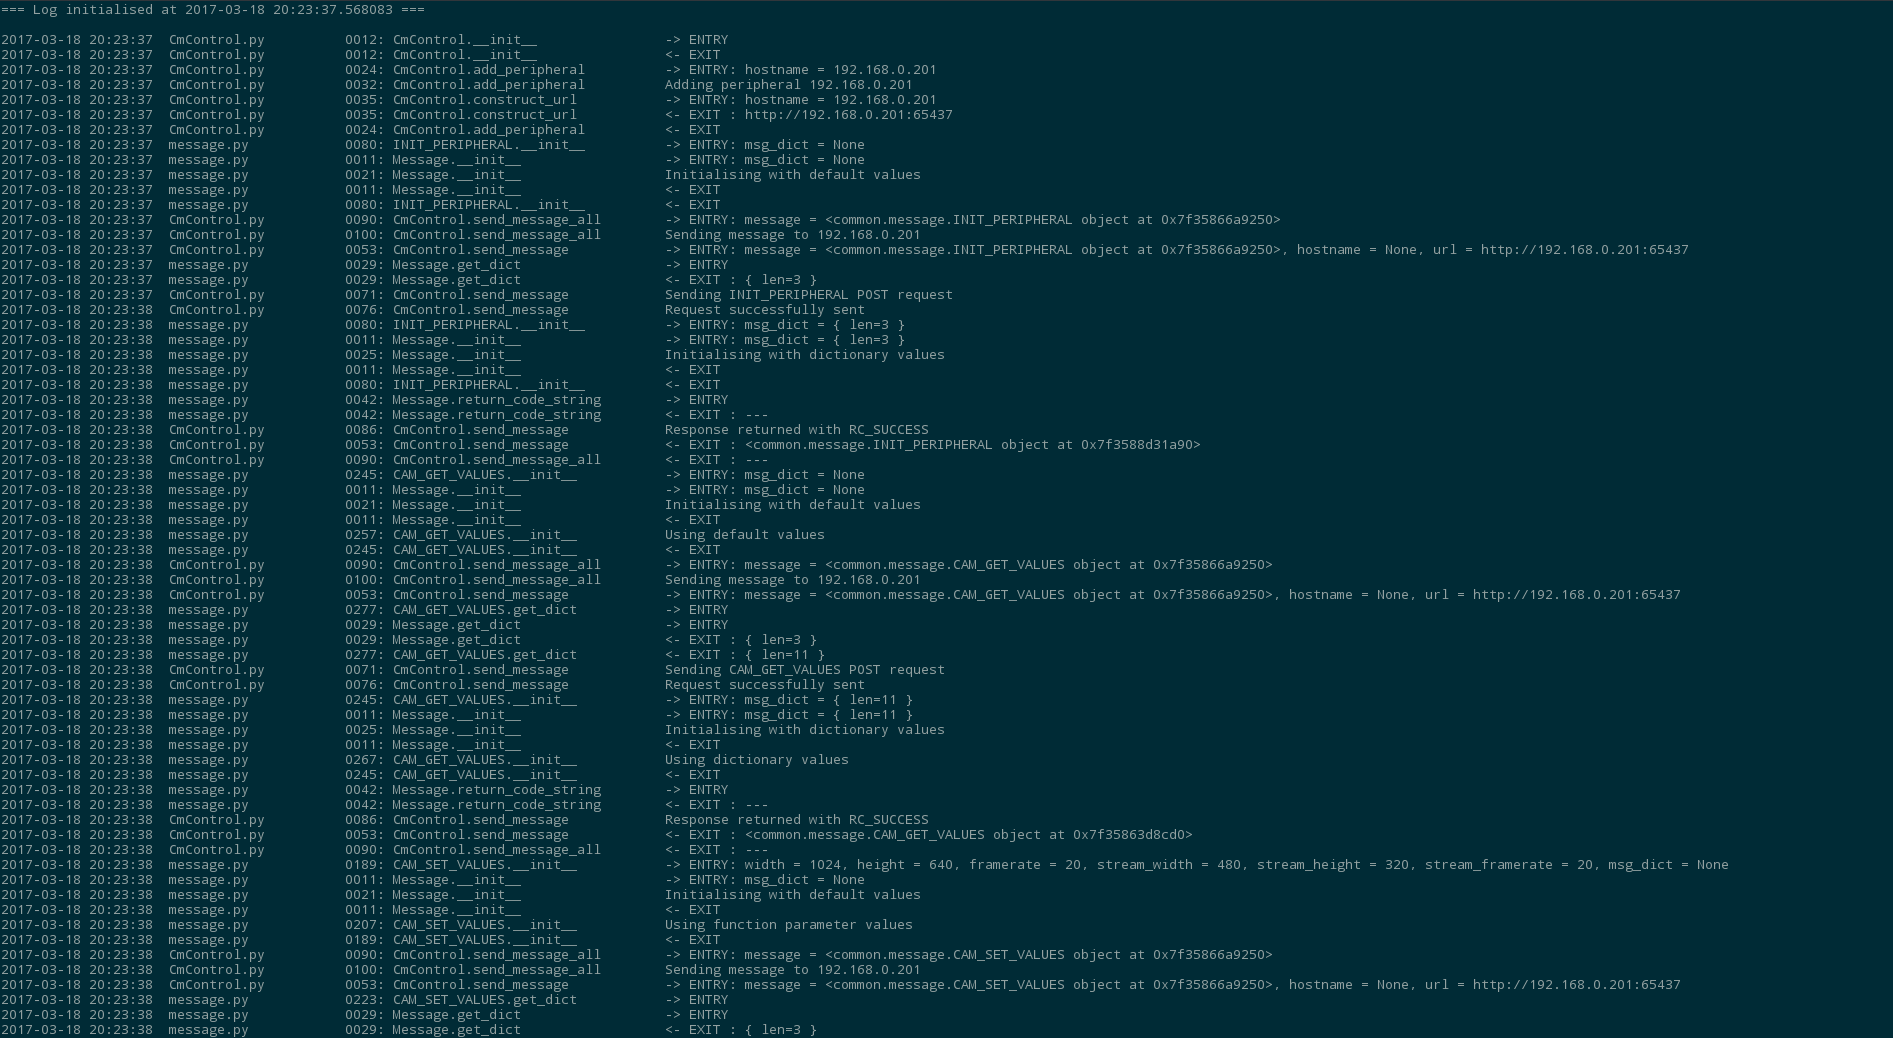 === Log initialised at 2017-03-18 20:23:37.568083 ===
2017-03-18 20:23:37 CmControl.py 0012: CmControl.__init__ -> ENTRY
2017-03-18 20:23:37 CmControl.py 0012: CmControl.__init__ <- EXIT
2017-03-18 20:23:37 CmControl.py 0024: CmControl.add_peripheral -> ENTRY: hostname = 192.168.0.201
2017-03-18 20:23:37 CmControl.py 0032: CmControl.add_peripheral Adding peripheral 192.168.0.201
2017-03-18 20:23:37 CmControl.py 0035: CmControl.construct_url -> ENTRY: hostname = 192.168.0.201
2017-03-18 20:23:37 CmControl.py 0035: CmControl.construct_url <- EXIT : http://192.168.0.201:65437
2017-03-18 20:23:37 CmControl.py 0024: CmControl.add_peripheral <- EXIT
2017-03-18 20:23:37 message.py 0080: INIT_PERIPHERAL.__init__ -> ENTRY: msg_dict = None
2017-03-18 20:23:37 message.py 0011: Message.__init__ -> ENTRY: msg_dict = None
2017-03-18 20:23:37 message.py 0021: Message.__init__ Initialising with default values
2017-03-18 20:23:37 message.py 0011: Message.__init__ <- EXIT
2017-03-18 20:23:37 message.py 0080: INIT_PERIPHERAL.__init__ <- EXIT
2017-03-18 20:23:37 CmControl.py 0090: CmControl.send_message_all -> ENTRY: message = <common.message.INIT_PERIPHERAL object at 0x7f35866a9250>
2017-03-18 20:23:37 CmControl.py 0100: CmControl.send_message_all Sending message to 192.168.0.201
2017-03-18 20:23:37 CmControl.py 0053: CmControl.send_message -> ENTRY: message = <common.message.INIT_PERIPHERAL object at 0x7f35866a9250>, hostname = None, url = http://192.168.0.201:65437
2017-03-18 20:23:37 message.py 0029: Message.get_dict -> ENTRY
2017-03-18 20:23:37 message.py 0029: Message.get_dict <- EXIT : { len=3 }
2017-03-18 20:23:37 CmControl.py 0071: CmControl.send_message Sending INIT_PERIPHERAL POST request
2017-03-18 20:23:38 CmControl.py 0076: CmControl.send_message Request successfully sent
2017-03-18 20:23:38 message.py 0080: INIT_PERIPHERAL.__init__ -> ENTRY: msg_dict = { len=3 }
2017-03-18 20:23:38 message.py 0011: Message.__init__ -> ENTRY: msg_dict = { len=3 }
2017-03-18 20:23:38 message.py 0025: Message.__init__ Initialising with dictionary values
2017-03-18 20:23:38 message.py 0011: Message.__init__ <- EXIT
2017-03-18 20:23:38 message.py 0080: INIT_PERIPHERAL.__init__ <- EXIT
2017-03-18 20:23:38 message.py 0042: Message.return_code_string -> ENTRY
2017-03-18 20:23:38 message.py 0042: Message.return_code_string <- EXIT : ---
2017-03-18 20:23:38 CmControl.py 0086: CmControl.send_message Response returned with RC_SUCCESS
2017-03-18 20:23:38 CmControl.py 0053: CmControl.send_message <- EXIT : <common.message.INIT_PERIPHERAL object at 0x7f3588d31a90>
2017-03-18 20:23:38 CmControl.py 0090: CmControl.send_message_all <- EXIT : ---
2017-03-18 20:23:38 message.py 0245: CAM_GET_VALUES.__init__ -> ENTRY: msg_dict = None
2017-03-18 20:23:38 message.py 0011: Message.__init__ -> ENTRY: msg_dict = None
2017-03-18 20:23:38 message.py 0021: Message.__init__ Initialising with default values
2017-03-18 20:23:38 message.py 0011: Message.__init__ <- EXIT
2017-03-18 20:23:38 message.py 0257: CAM_GET_VALUES.__init__ Using default values
2017-03-18 20:23:38 message.py 0245: CAM_GET_VALUES.__init__ <- EXIT
2017-03-18 20:23:38 CmControl.py 0090: CmControl.send_message_all -> ENTRY: message = <common.message.CAM_GET_VALUES object at 0x7f35866a9250>
2017-03-18 20:23:38 CmControl.py 0100: CmControl.send_message_all Sending message to 192.168.0.201
2017-03-18 20:23:38 CmControl.py 0053: CmControl.send_message -> ENTRY: message = <common.message.CAM_GET_VALUES object at 0x7f35866a9250>, hostname = None, url = http://192.168.0.201:65437
2017-03-18 20:23:38 message.py 0277: CAM_GET_VALUES.get_dict -> ENTRY
2017-03-18 20:23:38 message.py 0029: Message.get_dict -> ENTRY
2017-03-18 20:23:38 message.py 0029: Message.get_dict <- EXIT : { len=3 }
2017-03-18 20:23:38 message.py 0277: CAM_GET_VALUES.get_dict <- EXIT : { len=11 }
2017-03-18 20:23:38 CmControl.py 0071: CmControl.send_message Sending CAM_GET_VALUES POST request
2017-03-18 20:23:38 CmControl.py 0076: CmControl.send_message Request successfully sent
2017-03-18 20:23:38 message.py 0245: CAM_GET_VALUES.__init__ -> ENTRY: msg_dict = { len=11 }
2017-03-18 20:23:38 message.py 0011: Message.__init__ -> ENTRY: msg_dict = { len=11 }
2017-03-18 20:23:38 message.py 0025: Message.__init__ Initialising with dictionary values
2017-03-18 20:23:38 message.py 0011: Message.__init__ <- EXIT
2017-03-18 20:23:38 message.py 0267: CAM_GET_VALUES.__init__ Using dictionary values
2017-03-18 20:23:38 message.py 0245: CAM_GET_VALUES.__init__ <- EXIT
2017-03-18 20:23:38 message.py 0042: Message.return_code_string -> ENTRY
2017-03-18 20:23:38 message.py 0042: Message.return_code_string <- EXIT : ---
2017-03-18 20:23:38 CmControl.py 0086: CmControl.send_message Response returned with RC_SUCCESS
2017-03-18 20:23:38 CmControl.py 0053: CmControl.send_message <- EXIT : <common.message.CAM_GET_VALUES object at 0x7f35863d8cd0>
2017-03-18 20:23:38 CmControl.py 0090: CmControl.send_message_all <- EXIT : ---
2017-03-18 20:23:38 message.py 0189: CAM_SET_VALUES.__init__ -> ENTRY: width = 1024, height = 640, framerate = 20, stream_width = 480, stream_height = 320, stream_framerate = 20, msg_dict = None
2017-03-18 20:23:38 message.py 0011: Message.__init__ -> ENTRY: msg_dict = None
2017-03-18 20:23:38 message.py 0021: Message.__init__ Initialising with default values
2017-03-18 20:23:38 message.py 0011: Message.__init__ <- EXIT
2017-03-18 20:23:38 message.py 0207: CAM_SET_VALUES.__init__ Using function parameter values
2017-03-18 20:23:38 message.py 0189: CAM_SET_VALUES.__init__ <- EXIT
2017-03-18 20:23:38 CmControl.py 0090: CmControl.send_message_all -> ENTRY: message = <common.message.CAM_SET_VALUES object at 0x7f35866a9250>
2017-03-18 20:23:38 CmControl.py 0100: CmControl.send_message_all Sending message to 192.168.0.201
2017-03-18 20:23:38 CmControl.py 0053: CmControl.send_message -> ENTRY: message = <common.message.CAM_SET_VALUES object at 0x7f35866a9250>, hostname = None, url = http://192.168.0.201:65437
2017-03-18 20:23:38 message.py 0223: CAM_SET_VALUES.get_dict -> ENTRY
2017-03-18 20:23:38 message.py 0029: Message.get_dict -> ENTRY
2017-03-18 20:23:38 message.py 0029: Message.get_dict <- EXIT : { len=3 }